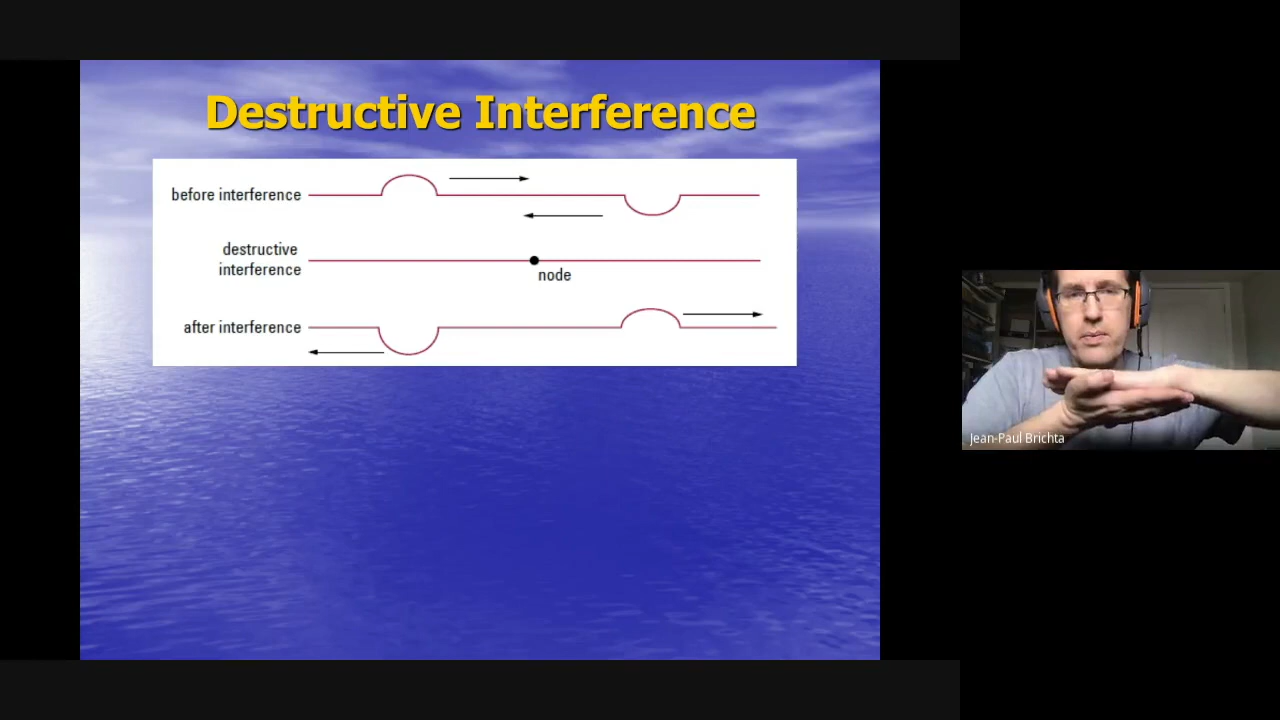 Destructive Interference
before interference
destructive
interference
node
after interference
Jean-Paul Brichta